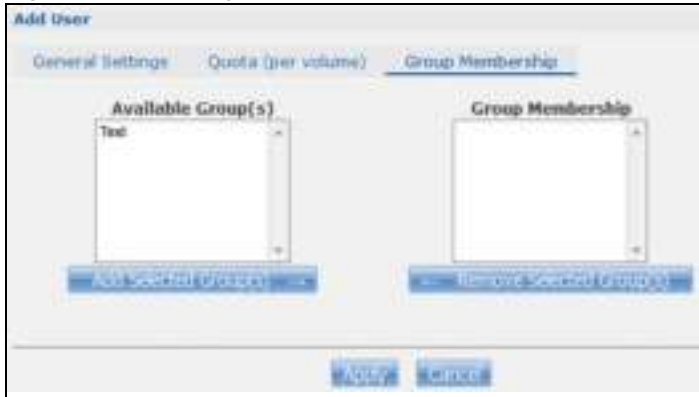 Add User
General Settings Quota (per volume) Group Membership
Available Group(s) Group Membership
Test
Add Selected Group(s) → ← Remove Selected Group(s)
Apply Cancel